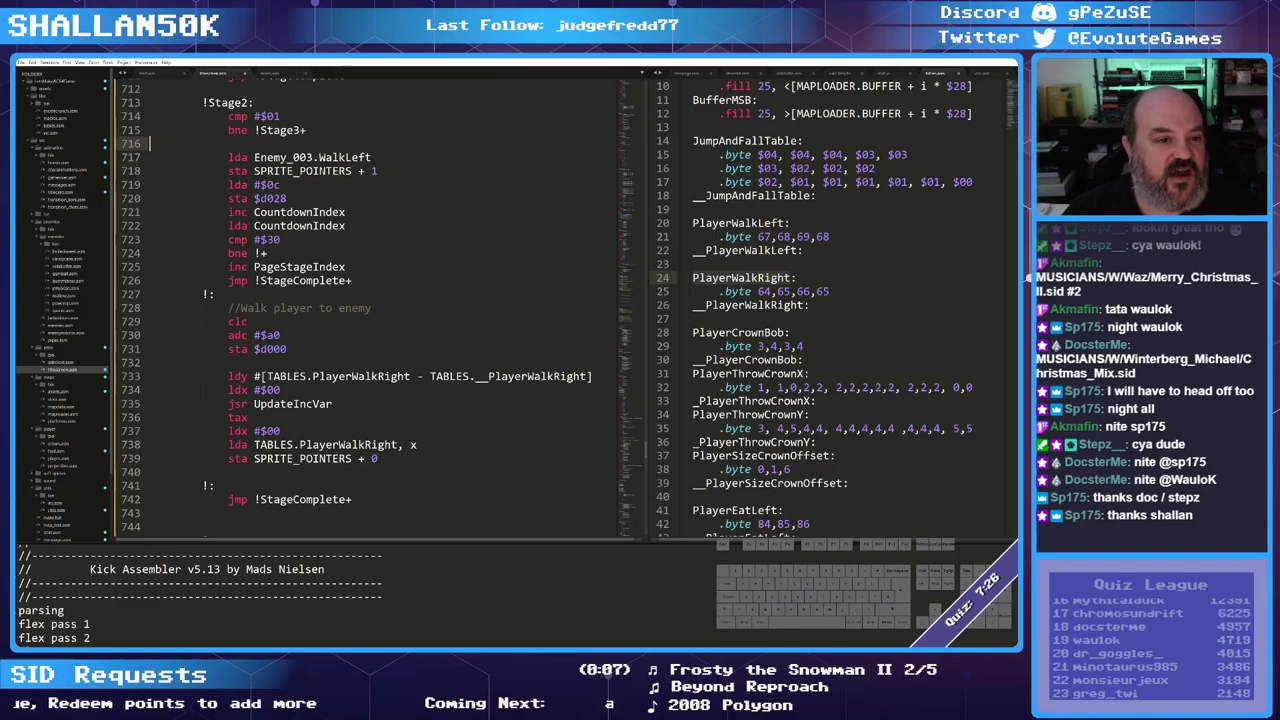 SHALLAN50K
Last Follow: judgefredd77
Discord gPeZuSE
Twitter @EvoluteGames
712
713 !Stage2:
714 cmp #$01
715 bne !Stage3+
716
717 lda Enemy_003.WalkLeft
718 sta SPRITE_POINTERS + 1
719 lda #$0c
720 sta $d028
721 inc CountdownIndex
722 lda CountdownIndex
723 cmp #$30
724 bne !+
725 inc PageStageIndex
726 jmp !StageComplete+
727 !:
728 //Walk player to enemy
729 clc
730 adc #$a0
731 sta $d000
732
733 ldy #[TABLES.PlayerWalkRight - TABLES.__PlayerWalkRight]
734 ldx #$00
735 jsr UpdateIncVar
736 tax
737 ldx #$00
738 lda TABLES.PlayerWalkRight, x
739 sta SPRITE_POINTERS + 0
740
741 !:
742 jmp !StageComplete+
743
744
10 .fill 25, <[MAPLOADER.BUFFER + i * $28]
11 BufferMSB:
12 .fill 25, >[MAPLOADER.BUFFER + i * $28]
13
14 JumpAndFallTable:
15 .byte $04, $04, $04, $03, $03
16 .byte $03, $02, $02, $02
17 .byte $02, $01, $01, $01, $01, $00
18 __JumpAndFallTable:
19
20 PlayerWalkLeft:
21 .byte 67,68,69,68
22 __PlayerWalkLeft:
23
24 PlayerWalkRight:
25 .byte 64,65,66,65
26 __PlayerWalkRight:
27
28 PlayerCrownBob:
29 .byte 3,4,3,4
30 __PlayerCrownBob:
31 PlayerThrowCrownX:
32 .byte 1,0,2,2, 2,2,2,2,2, 2,2,2, 0,0
33 _PlayerThrowCrownX:
34 PlayerThrowCrownY:
35 .byte 3, 4,5,4,4, 4,4,4,4 ,4,4,4, 5,5
36 _PlayerThrowCrownY:
37 PlayerSizeCrownOffset:
38 .byte 0,1,6
39 __PlayerSizeCrownOffset:
40
41 PlayerEatLeft:
42 .byte 84,85,86
//----------------------------------------------------
// Kick Assembler v5.13 by Mads Nielsen
//----------------------------------------------------
parsing
flex pass 1
flex pass 2
Quiz: 7:26
Stepz__: lookin great tho
Stepz__: cya waulok!
Akmafin:
MUSICIANS/W/Waz/Merry_Christmas_
II.sid #2
Akmafin: tata waulok
Sp175: night waulok
DocsterMe:
MUSICIANS/W/Winterberg_Michael/C
hristmas_Mix.sid
Sp175: I will have to head off too
Sp175: night all
Akmafin: nite sp175
Stepz__: cya dude
DocsterMe: nite @sp175
DocsterMe: nite @WauloK
Sp175: thanks doc / stepz
Sp175: thanks shallan
Quiz League
16 mythicalduck 12391
17 chromosundrift 6225
18 docsterme 4957
19 waulok 4719
20 dr_goggles_ 4015
21 minotaurus985 3486
22 monsieurjeux 3194
23 greg_twi 2148
SID Requests
(0:07) Frosty the Snowman II 2/5
Beyond Reproach
2008 Polygon
ue, Redeem points to add more
Coming Next: a